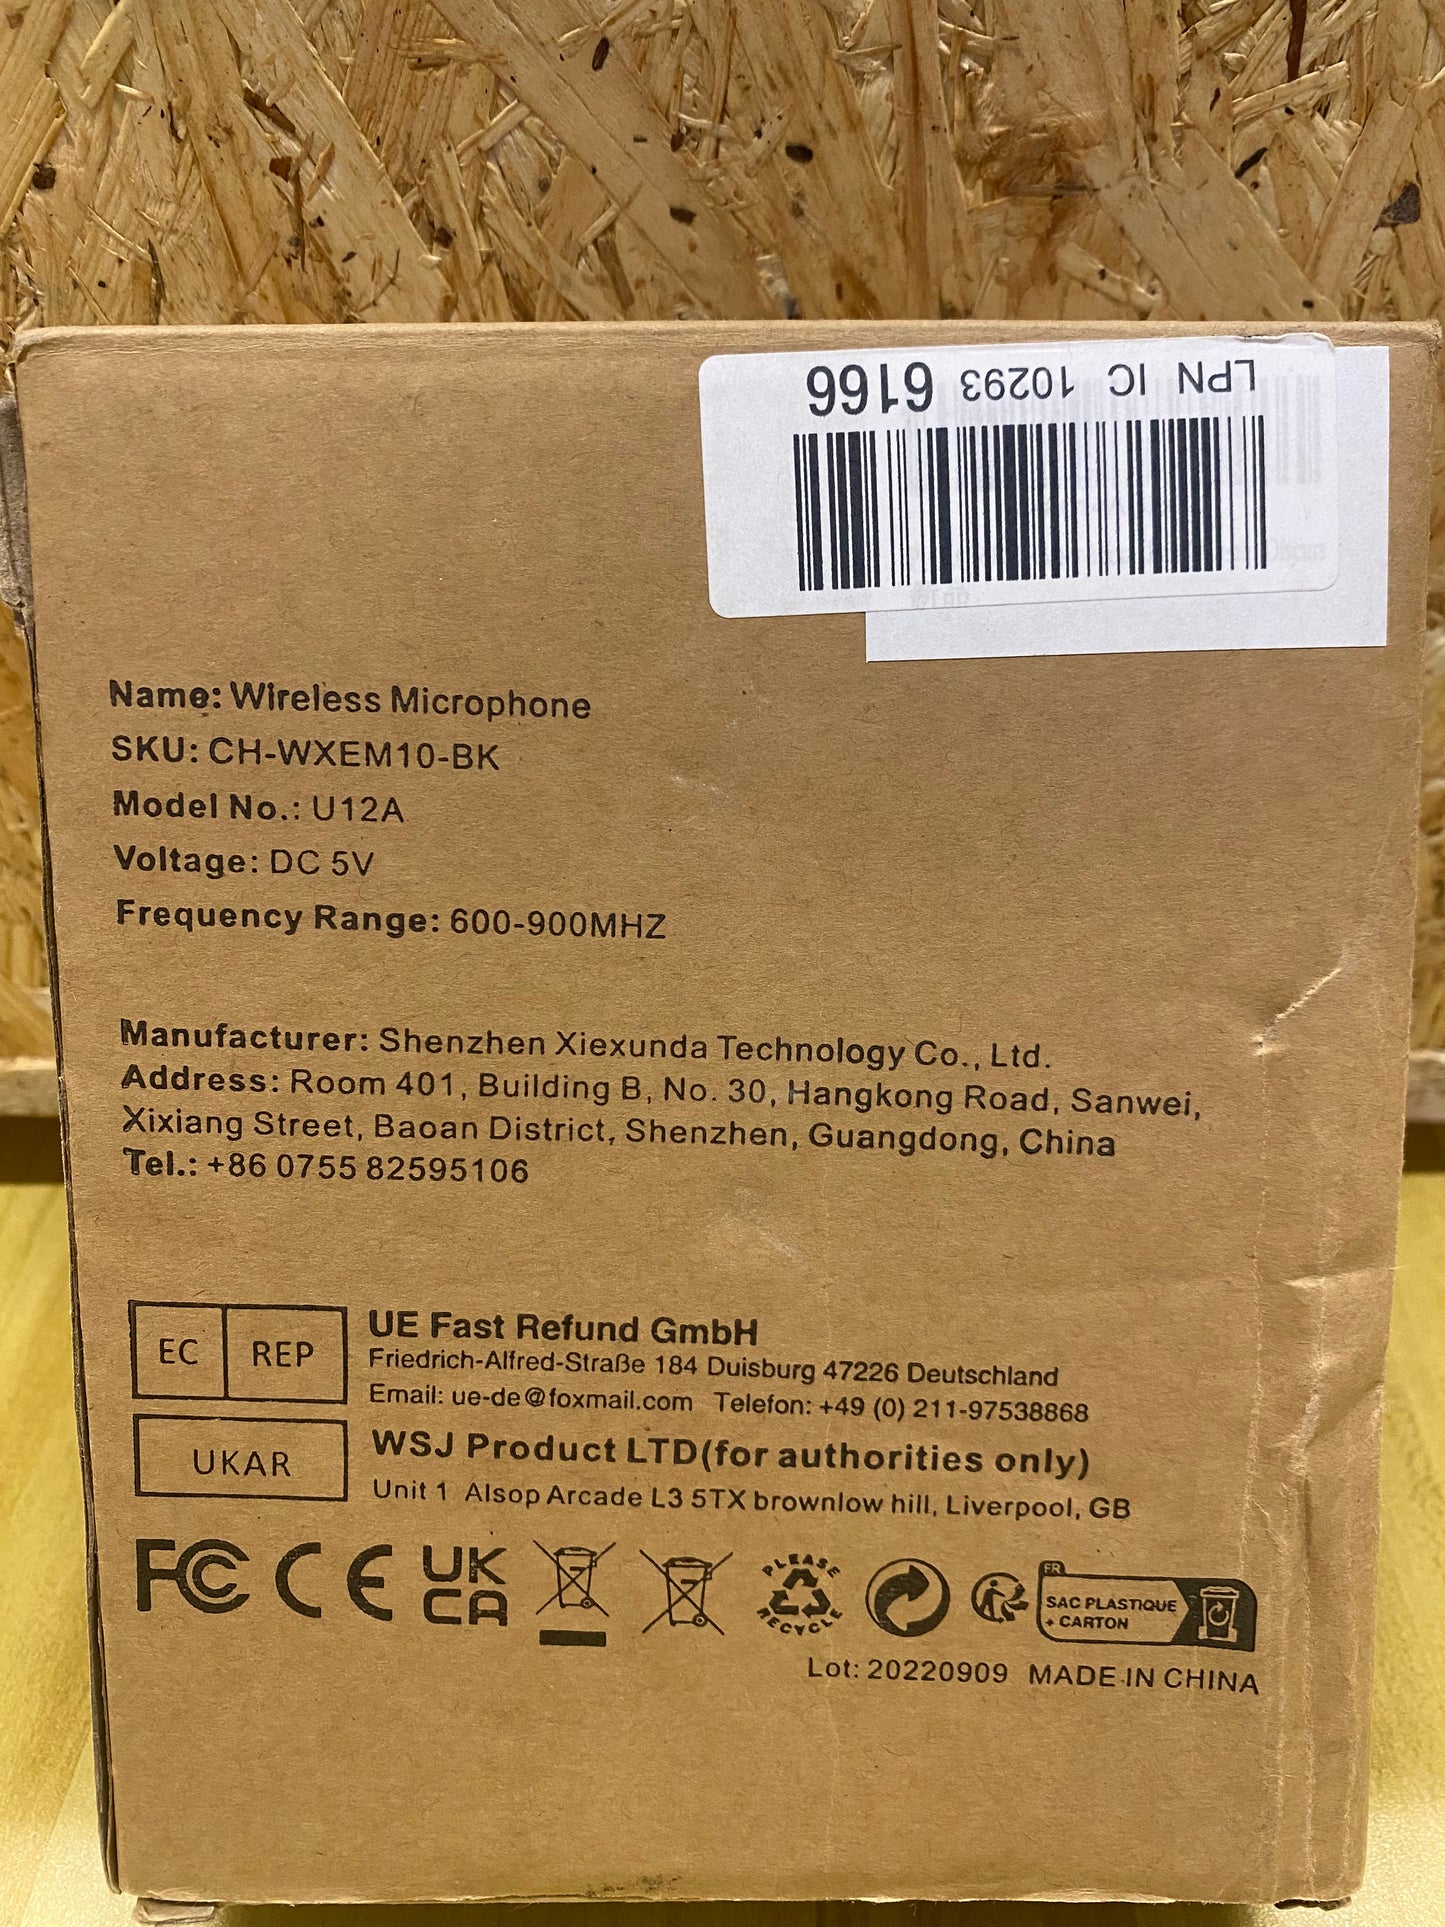 LPN IC 10293 6166
Name: Wireless Microphone
SKU: CH-WXEM10-BK
Model No.: U12A
Voltage: DC 5V
Frequency Range: 600-900MHZ
Manufacturer: Shenzhen Xiexunda Technology Co., Ltd.
Address: Room 401, Building B, No. 30, Hangkong Road, Sanwei,
Xixiang Street, Baoan District, Shenzhen, Guangdong, China
Tel.: +86 0755 82595106
EC REP
UE Fast Refund GmbH
Friedrich-Alfred-Straße 184 Duisburg 47226 Deutschland
Email: ue-de@foxmail.com Telefon: +49 (0) 211-97538868
UKAR
WSJ Product LTD(for authorities only)
Unit 1 Alsop Arcade L3 5TX brownlow hill, Liverpool, GB
FC CE UK
CA
PLEASE
RECYCLE
FR
SAC PLASTIQUE
+ CARTON
Lot: 20220909 MADE IN CHINA